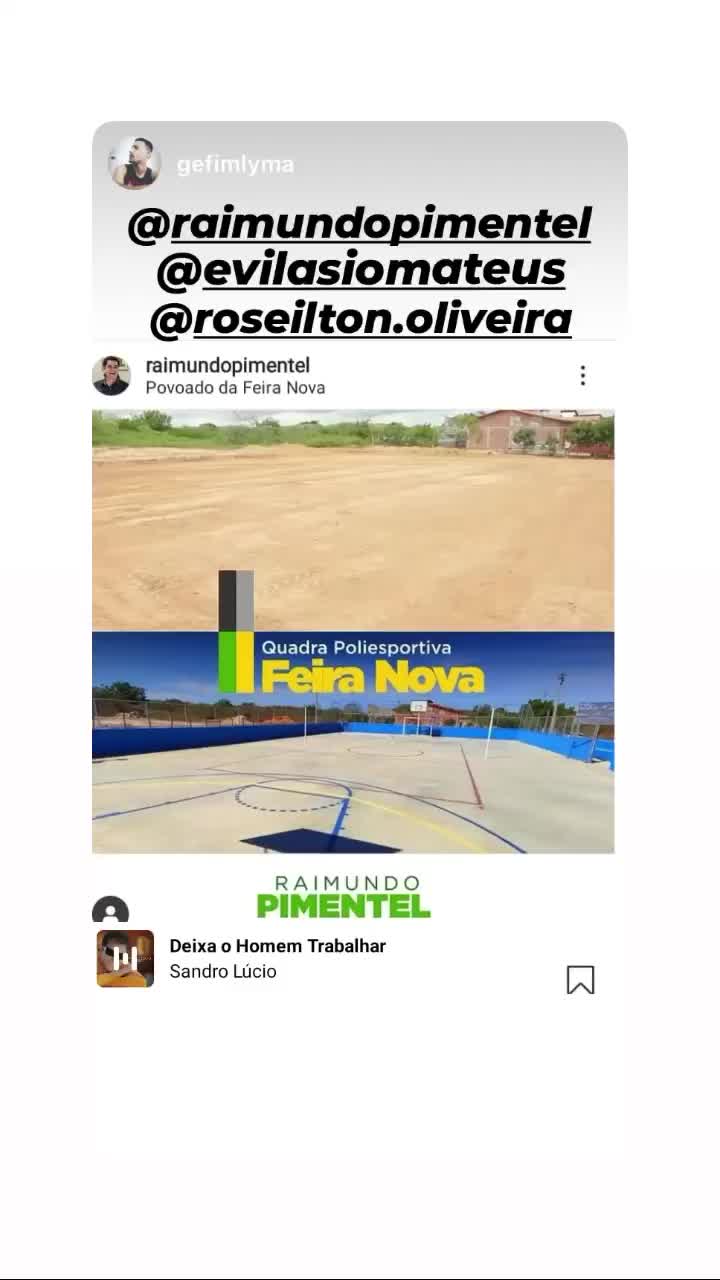 gefimlyma
@raimundopimentel
@evilasiomateus
@roseilton.oliveira
raimundopimentel
Povoado da Feira Nova
Quadra Poliesportiva
Feira Nova
RAIMUNDO
PIMENTEL
Deixa o Homem Trabalhar
Sandro Lúcio